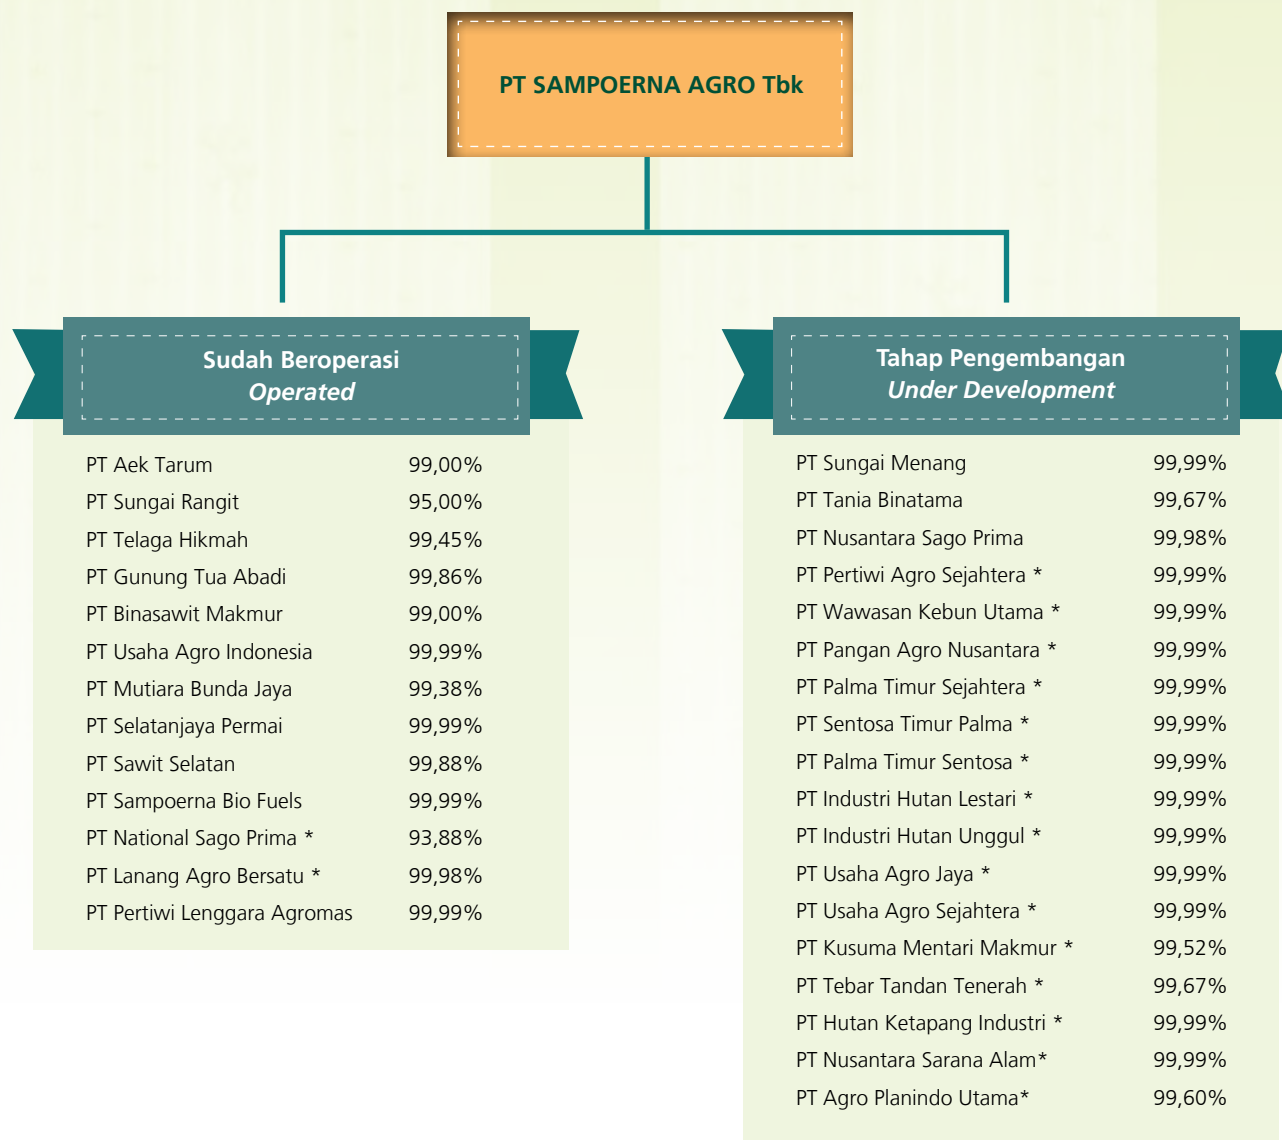 PT SAMPOERNA AGRO Tbk
Sudah Beroperasi
Operated
PT Aek Tarum 99,00%
PT Sungai Rangit 95,00%
PT Telaga Hikmah 99,45%
PT Gunung Tua Abadi 99,86%
PT Binasawit Makmur 99,00%
PT Usaha Agro Indonesia 99,99%
PT Mutiara Bunda Jaya 99,38%
PT Selatanjaya Permai 99,99%
PT Sawit Selatan 99,88%
PT Sampoerna Bio Fuels 99,99%
PT National Sago Prima * 93,88%
PT Lanang Agro Bersatu * 99,98%
PT Pertiwi Lenggara Agromas 99,99%
Tahap Pengembangan
Under Development
PT Sungai Menang 99,99%
PT Tania Binatama 99,67%
PT Nusantara Sago Prima 99,98%
PT Pertiwi Agro Sejahtera * 99,99%
PT Wawasan Kebun Utama * 99,99%
PT Pangan Agro Nusantara * 99,99%
PT Palma Timur Sejahtera * 99,99%
PT Sentosa Timur Palma * 99,99%
PT Palma Timur Sentosa * 99,99%
PT Industri Hutan Lestari * 99,99%
PT Industri Hutan Unggul * 99,99%
PT Usaha Agro Jaya * 99,99%
PT Usaha Agro Sejahtera * 99,99%
PT Kusuma Mentari Makmur * 99,52%
PT Tebar Tandan Tenerah * 99,67%
PT Hutan Ketapang Industri * 99,99%
PT Nusantara Sarana Alam* 99,99%
PT Agro Planindo Utama* 99,60%